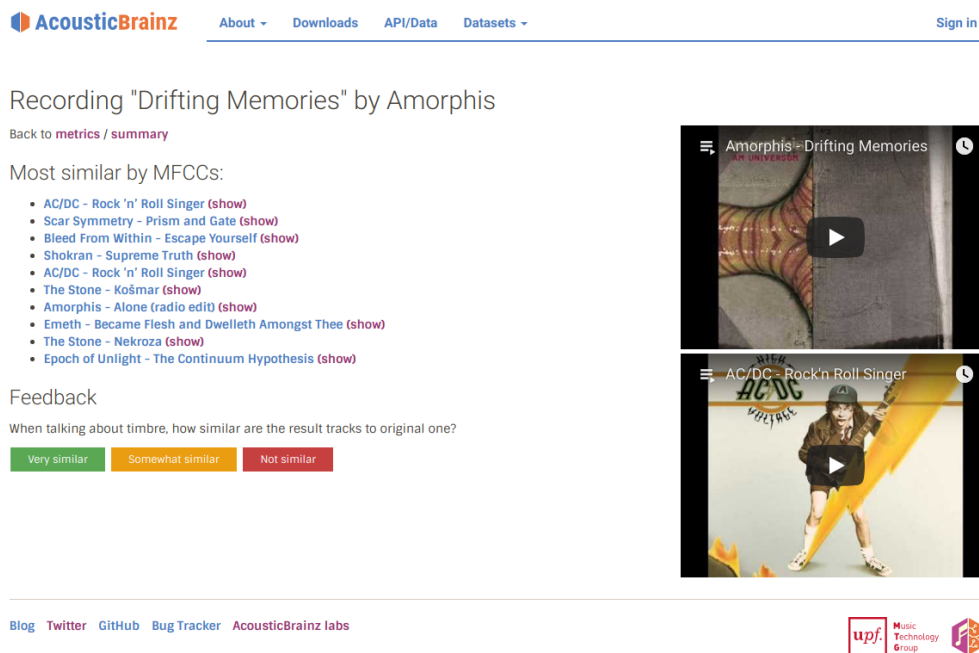 AcousticBrainz
About Downloads API/Data Datasets Sign in
Recording "Drifting Memories" by Amorphis
Back to metrics / summary
Most similar by MFCCs:
AC/DC - Rock 'n' Roll Singer (show)
Scar Symmetry - Prism and Gate (show)
Bleed From Within - Escape Yourself (show)
Shokran - Supreme Truth (show)
AC/DC - Rock 'n' Roll Singer (show)
The Stone - Košmar (show)
Amorphis - Alone (radio edit) (show)
Emeth - Became Flesh and Dwelleth Amongst Thee (show)
The Stone - Nekroza (show)
Epoch of Unlight - The Continuum Hypothesis (show)
Feedback
When talking about timbre, how similar are the result tracks to original one?
Very similar Somewhat similar Not similar
Amorphis - Drifting Memories
AM UNIVERSUM
AC/DC - Rock'n Roll Singer
HIGH
AC/DC
VOLTAGE
Blog Twitter GitHub Bug Tracker AcousticBrainz labs
upf.
Music
Technology
Group